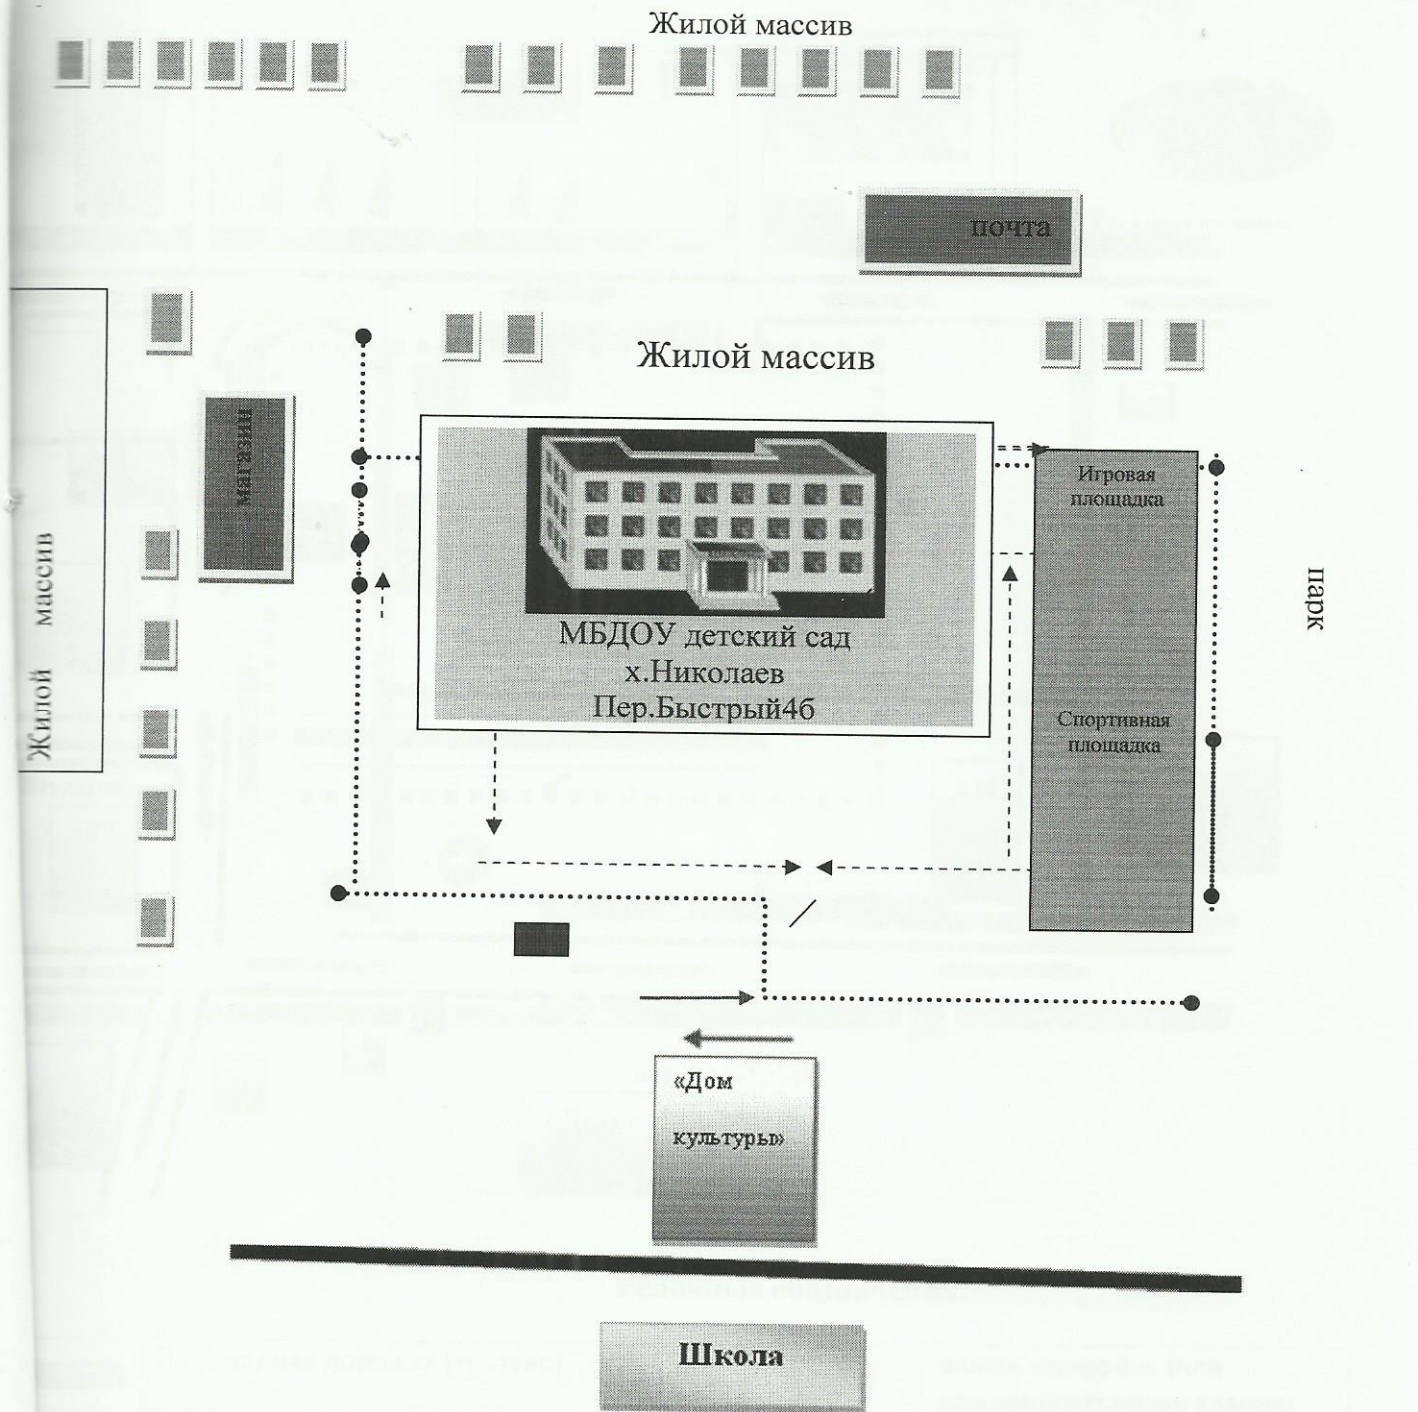 Жилой массив
почта
Жилой массив
магазин
Жилой массив
Игровая
площадка
парк
МБДОУ детский сад
х.Николаев
Пер.Быстрый4б
Спортивная
площадка
«Дом
культуры»
Школа